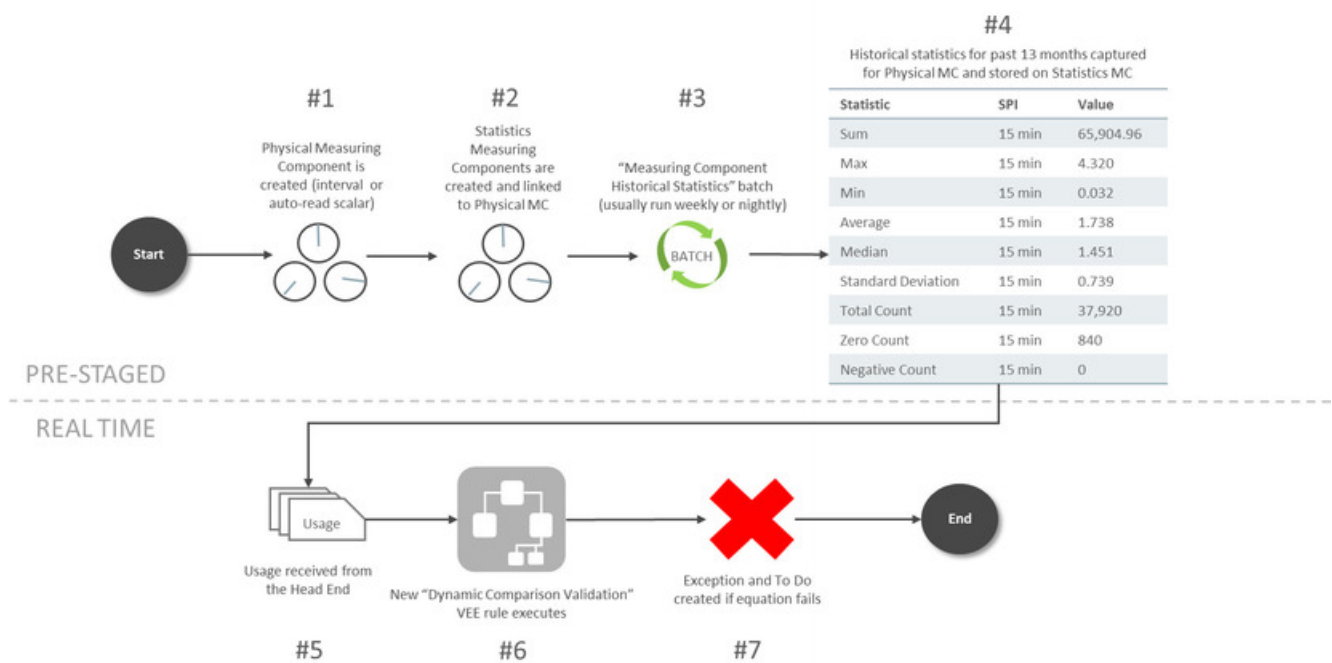 #4
Historical statistics for past 13 months captured
for Physical MC and stored on Statistics MC
Statistic SPI Value
Sum 15 min 65,904.96
Max 15 min 4.320
Min 15 min 0.032
Average 15 min 1.738
Median 15 min 1.451
Standard Deviation 15 min 0.739
Total Count 15 min 37,920
Zero Count 15 min 840
Negative Count 15 min 0
Start
#1
Physical Measuring
Component is
created (interval or
auto-read scalar)
#2
Statistics
Measuring
Components are
created and linked
to Physical MC
#3
“Measuring Component
Historical Statistics” batch
(usually run weekly or nightly)
BATCH
PRE-STAGED
REAL TIME
Usage
Usage received from
the Head End
#5
New “Dynamic Comparison Validation”
VEE rule executes
#6
Exception and To Do
created if equation fails
#7
End